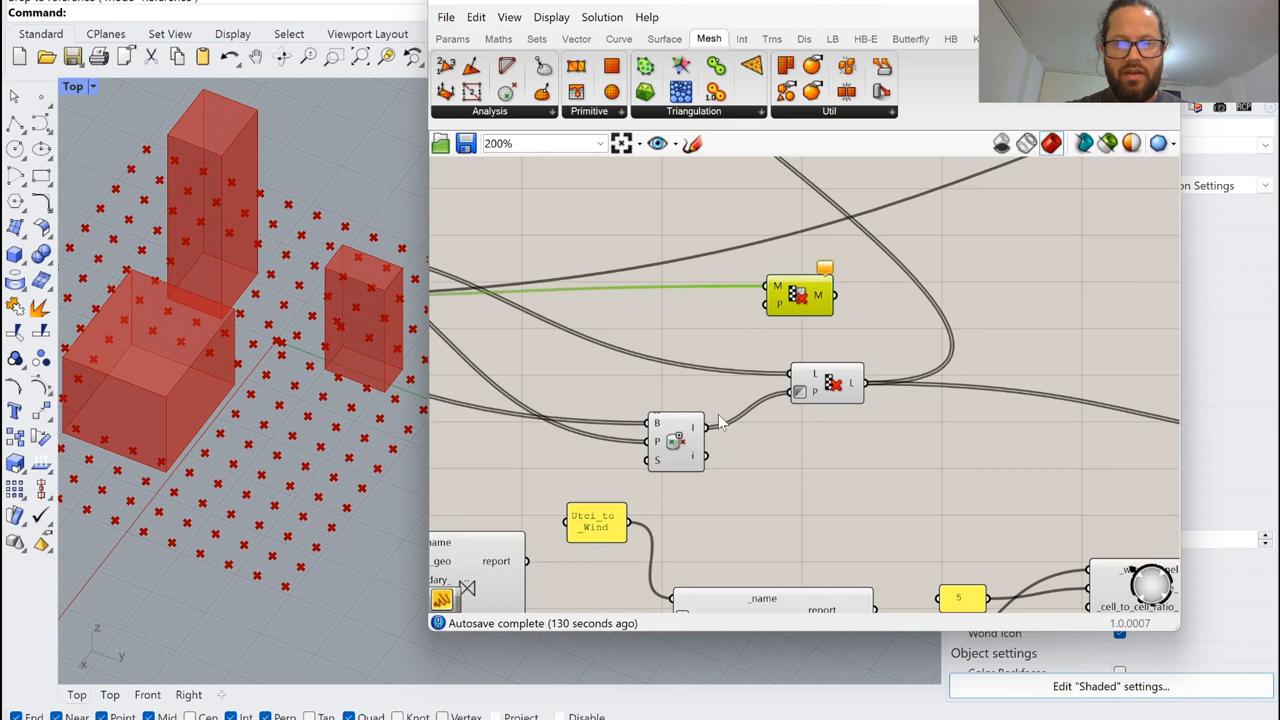 Command:
Standard CPlanes Set View Display Select Viewport Layout
Top
z
y
x
Top Top Front Right
End Near Point Mid Cen Int Perp Tan Quad Knot Vertex Project Disable
File Edit View Display Solution Help
Params Maths Sets Vector Curve Surface Mesh Int Trns Dis LB HB-E Butterfly HB
Analysis Primitive Triangulation Util
200%
M
P
M
L
P
L
B
P
S
I
i
Utci_to
_Wind
name
_geo
dary_
report
_name
report
5
_cell_to_cell_ratio_
Autosave complete (130 seconds ago)
1.0.0007
on Settings
World Icon
Object settings
Edit "Shaded" settings...